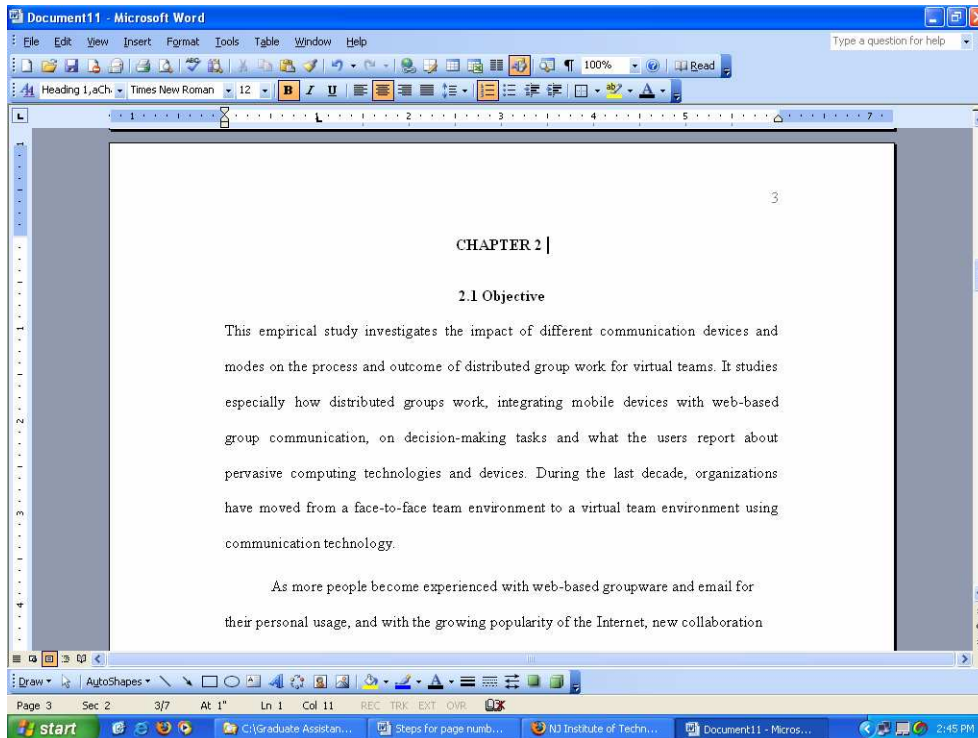 Document11 - Microsoft Word
File Edit View Insert Format Tools Table Window Help
Type a question for help
100%
Read
Heading 1,aCh
Times New Roman
12
B I U
1 1 2 3 4 5 7
3
CHAPTER 2
2.1 Objective
This empirical study investigates the impact of different communication devices and
modes on the process and outcome of distributed group work for virtual teams. It studies
especially how distributed groups work, integrating mobile devices with web-based
group communication, on decision-making tasks and what the users report about
pervasive computing technologies and devices. During the last decade, organizations
have moved from a face-to-face team environment to a virtual team environment using
communication technology.
As more people become experienced with web-based groupware and email for
their personal usage, and with the growing popularity of the Internet, new collaboration
Draw AutoShapes
Page 3 Sec 2 3/7 At 1" Ln 1 Col 11 REC TRK EXT OVR
start
C:\Graduate Assistan...
Steps for page numb...
NJ Institute of Techn...
Document11 - Micros...
2:45 PM